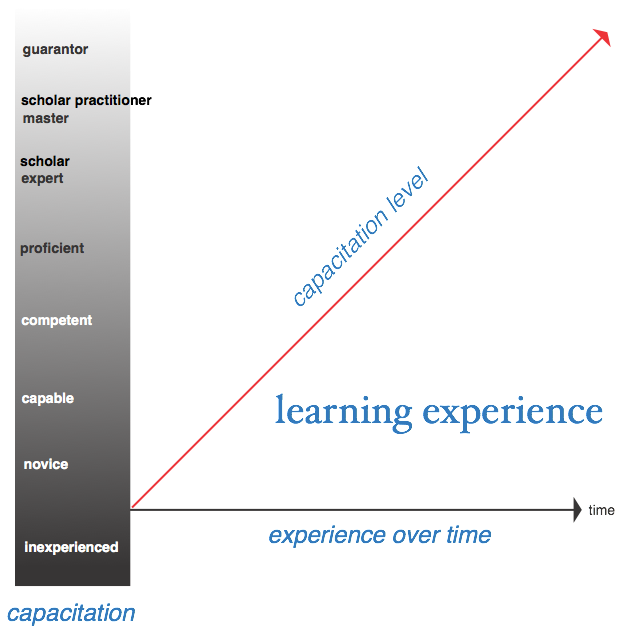 guarantor
scholar practitioner
master
scholar
expert
proficient
competent
capable
novice
inexperienced
capacitation
capacitation level
learning experience
time
experience over time